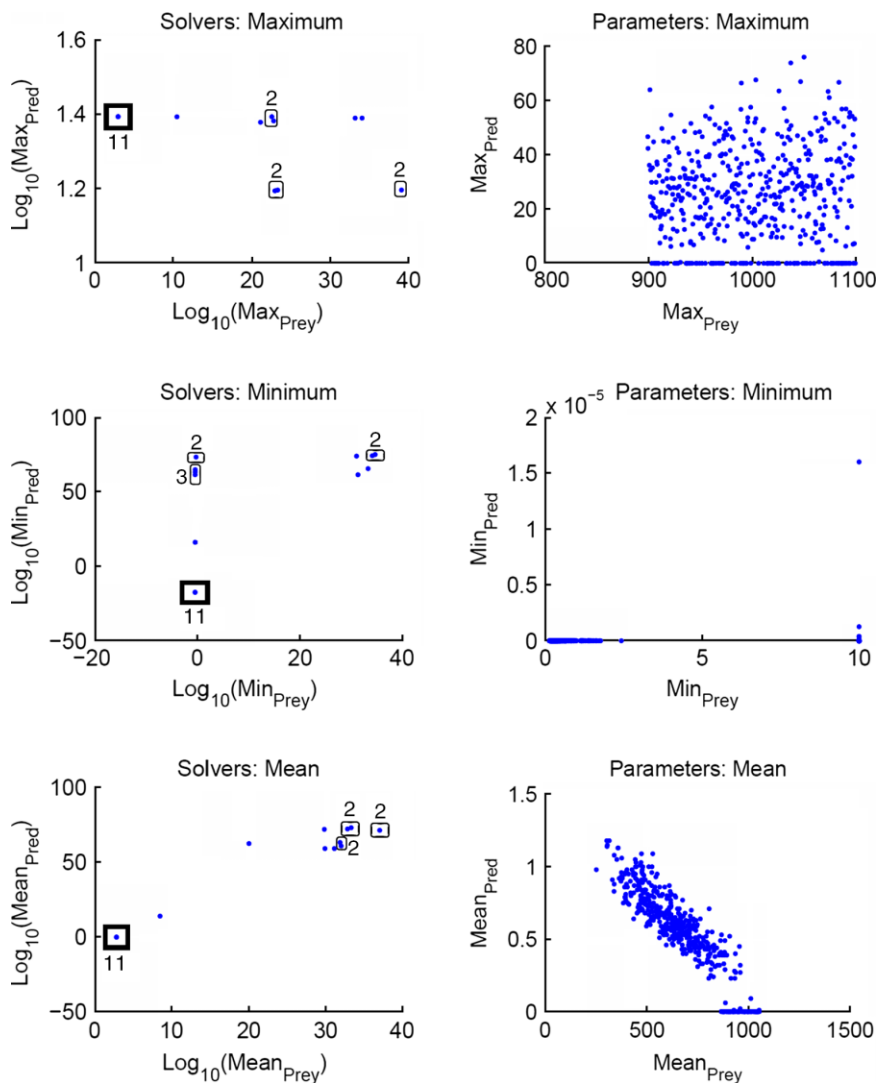 Solvers: Maximum
1.6
1.4
1.2
1
0 10 20 30 40
11
2
2
2
Log10(MaxPred)
Log10(MaxPrey)
Parameters: Maximum
80
60
40
20
0
800 900 1000 1100
MaxPred
MaxPrey
Solvers: Minimum
100
50
0
−50
−20 0 20 40
2
3
2
11
Log10(MinPred)
Log10(MinPrey)
x 10-5 Parameters: Minimum
2
1.5
1
0.5
0
0 5 10
MinPred
MinPrey
Solvers: Mean
100
50
0
−50
0 10 20 30 40
2
2
2
11
Log10(MeanPred)
Log10(MeanPrey)
Parameters: Mean
1.5
1
0.5
0
0 500 1000 1500
MeanPred
MeanPrey